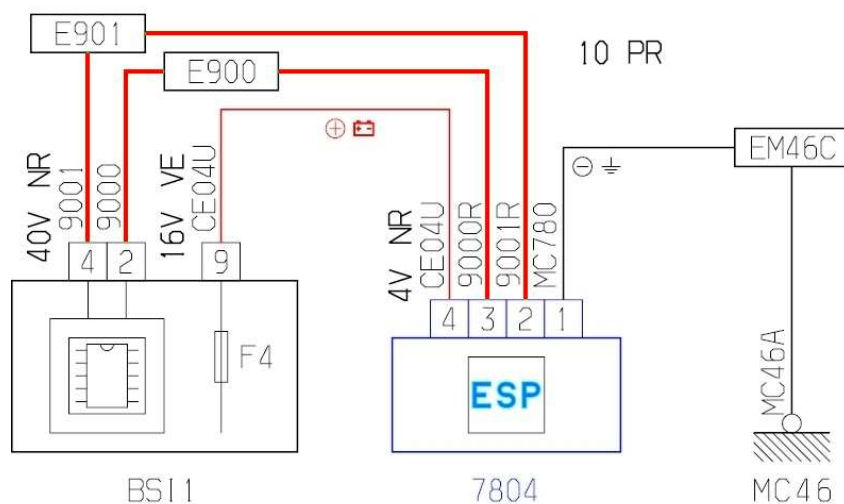 E901
10 PR
E900
EM46C
40V NR
9001
9000
16V VE
CE04U
4V NR
CE04U
9000R
9001R
MC780
4 2 9
4 3 2 1
F4
ESP
MC46A
BSI1
7804
MC46